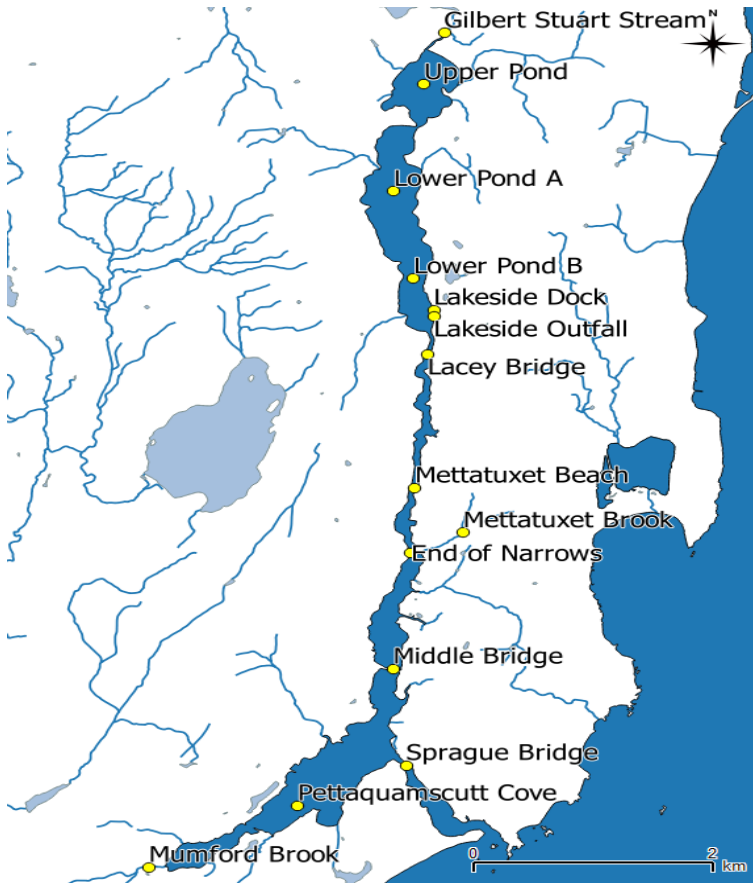 Gilbert Stuart Stream
N
Upper Pond
Lower Pond A
Lower Pond B
Lakeside Dock
Lakeside Outfall
Lacey Bridge
Mettatuxet Beach
Mettatuxet Brook
End of Narrows
Middle Bridge
Sprague Bridge
Pettaquamscutt Cove
Mumford Brook
0 2
km